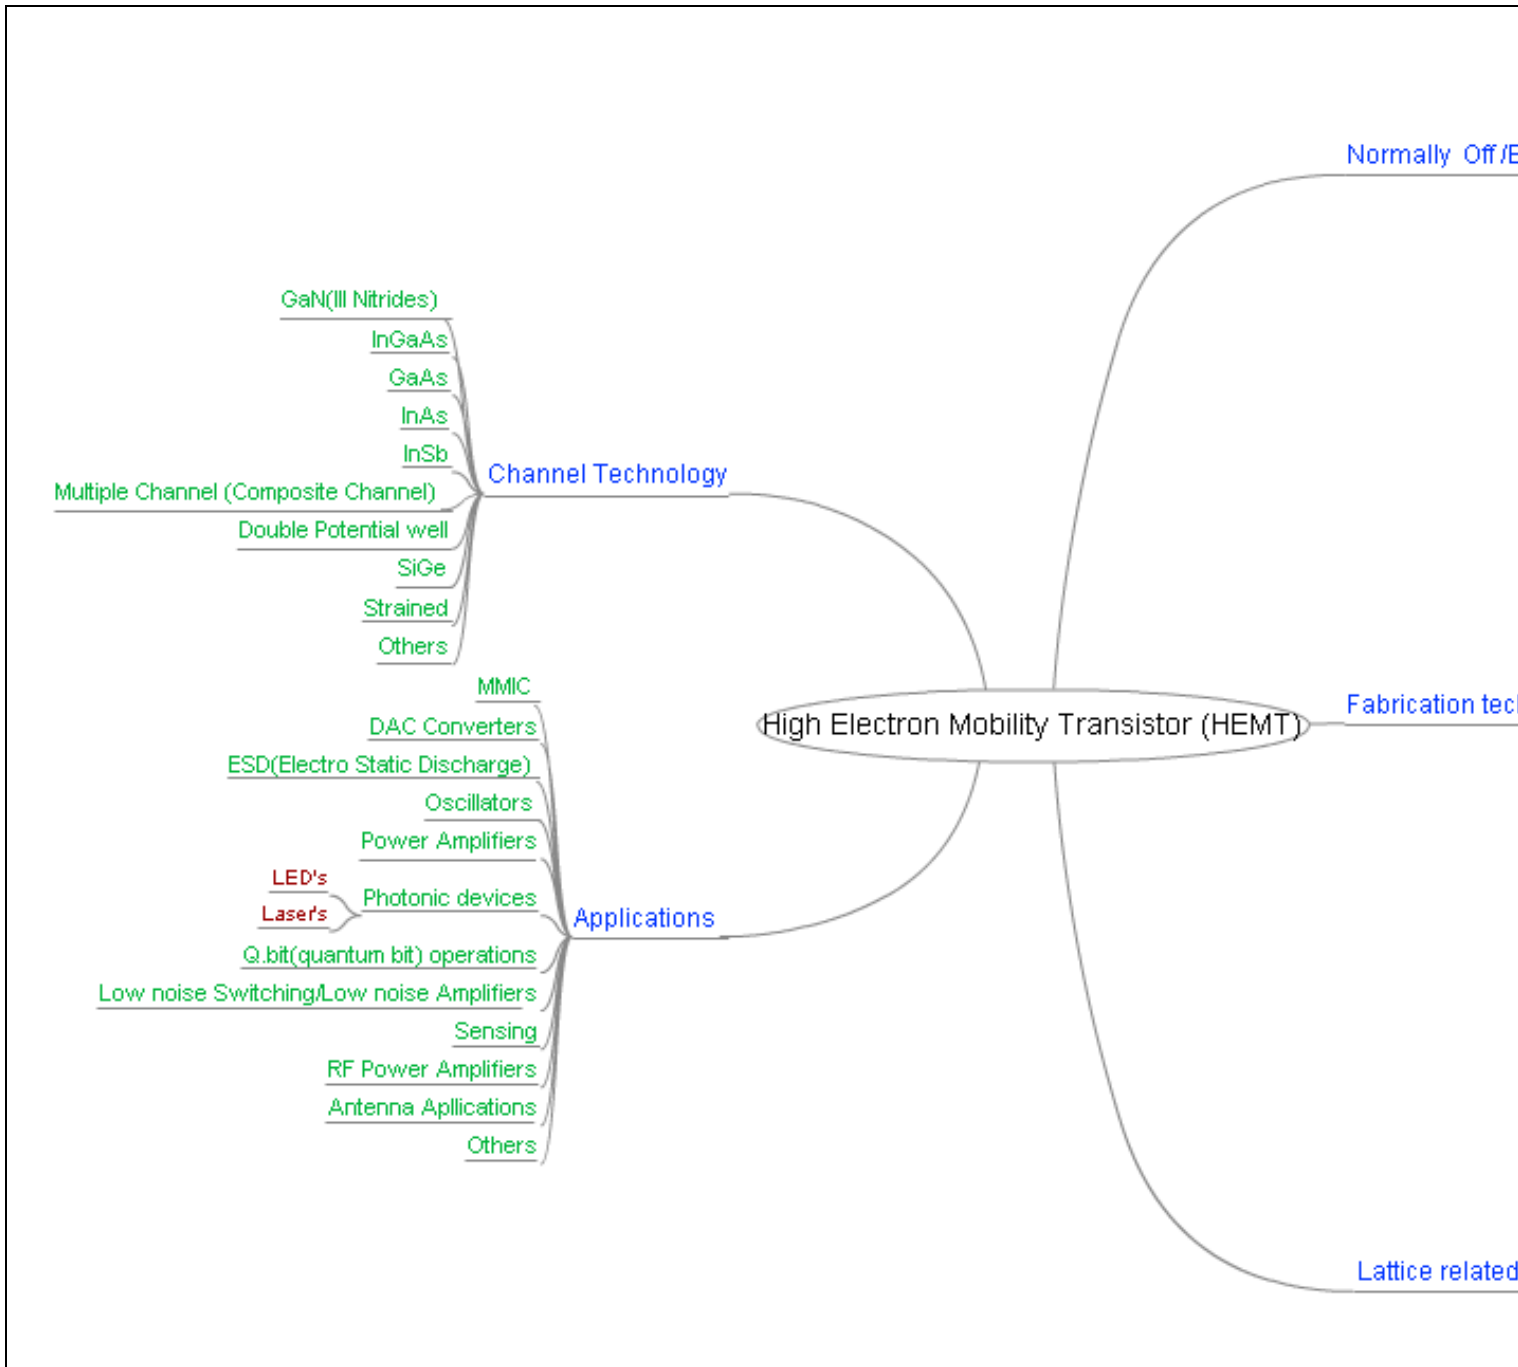 Normally Off/E
GaN(III Nitrides)
InGaAs
GaAs
InAs
InSb
Channel Technology
Multiple Channel (Composite Channel)
Double Potential well
SiGe
Strained
Others
MMIC
Fabrication tec
DAC Converters
High Electron Mobility Transistor (HEMT)
ESD(Electro Static Discharge)
Oscillators
Power Amplifiers
LED's
Photonic devices
Laser's
Applications
Q.bit(quantum bit) operations
Low noise Switching/Low noise Amplifiers
Sensing
RF Power Amplifiers
Antenna Apllications
Others
Lattice related